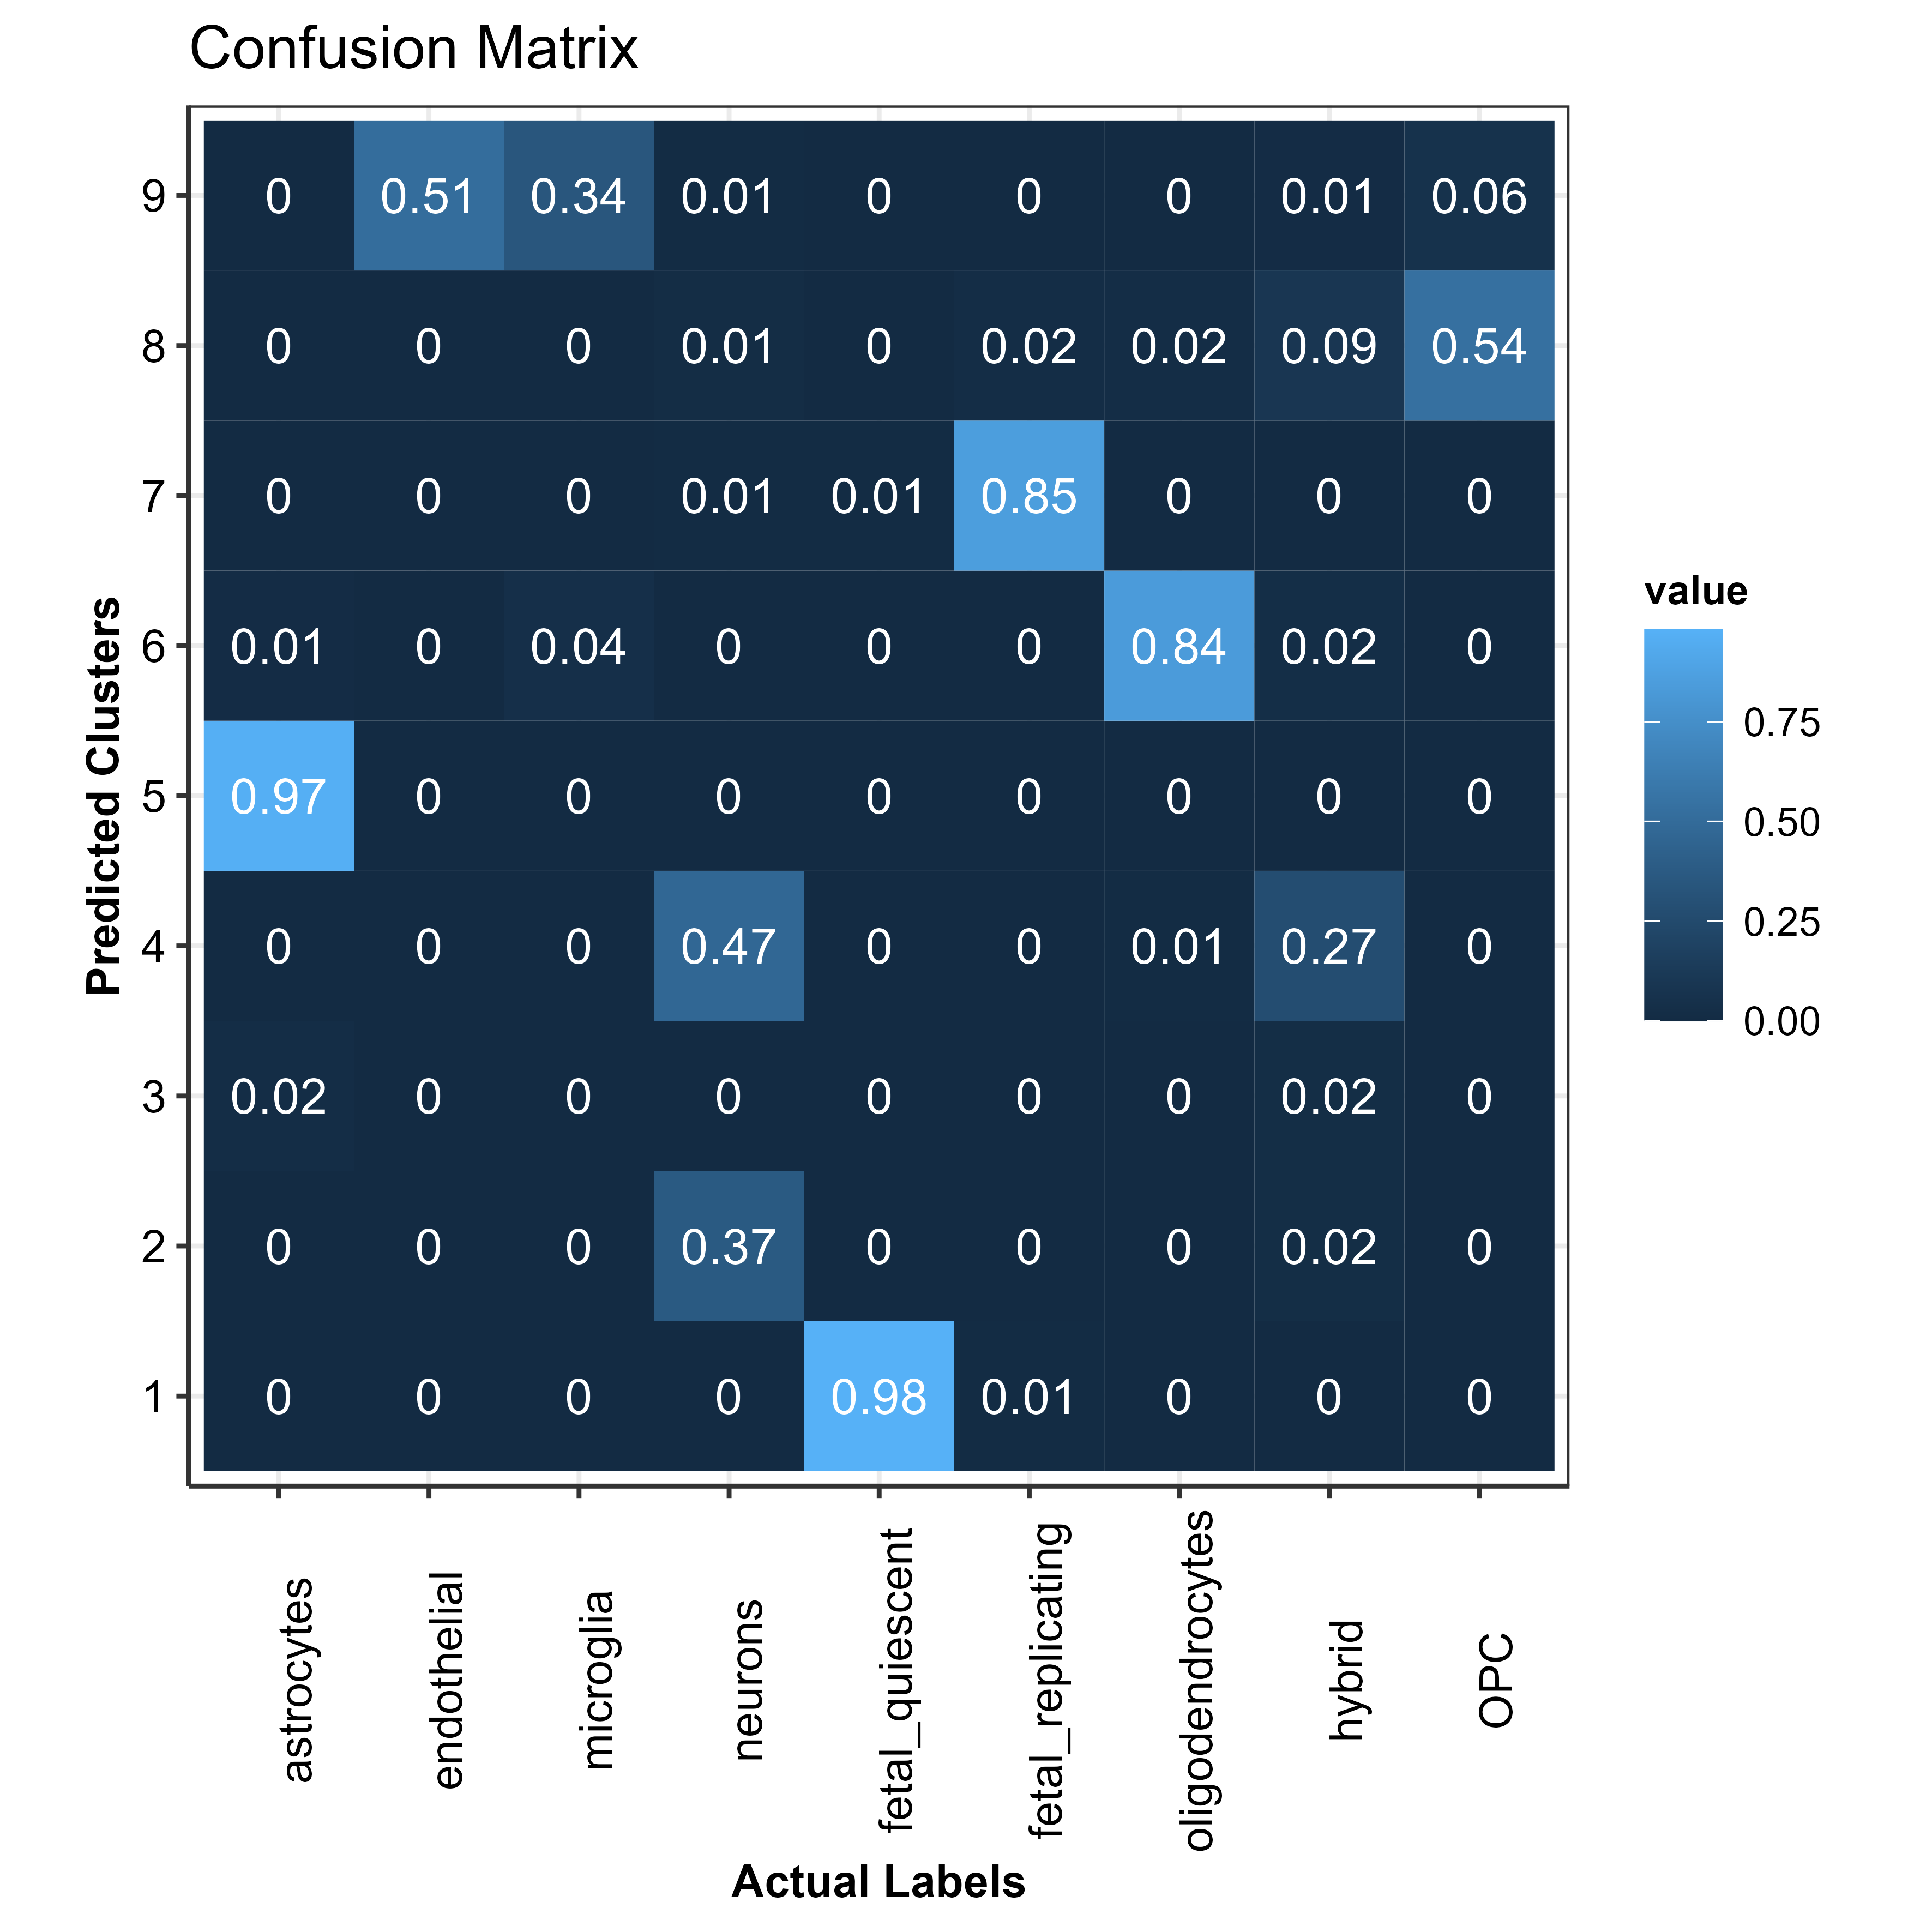 Confusion Matrix
9 0 0.51 0.34 0.01 0 0 0 0.01 0.06
8 0 0 0 0.01 0 0.02 0.02 0.09 0.54
7 0 0 0 0.01 0.01 0.85 0 0 0
6 0.01 0 0.04 0 0 0 0.84 0.02 0
5 0.97 0 0 0 0 0 0 0 0
4 0 0 0 0.47 0 0 0.01 0.27 0
3 0.02 0 0 0 0 0 0 0.02 0
2 0 0 0 0.37 0 0 0 0.02 0
1 0 0 0 0 0.98 0.01 0 0 0
Predicted Clusters
astrocytes
endothelial
microglia
neurons
fetal_quiescent
fetal_replicating
oligodendrocytes
hybrid
OPC
Actual Labels
value
0.75
0.50
0.25
0.00